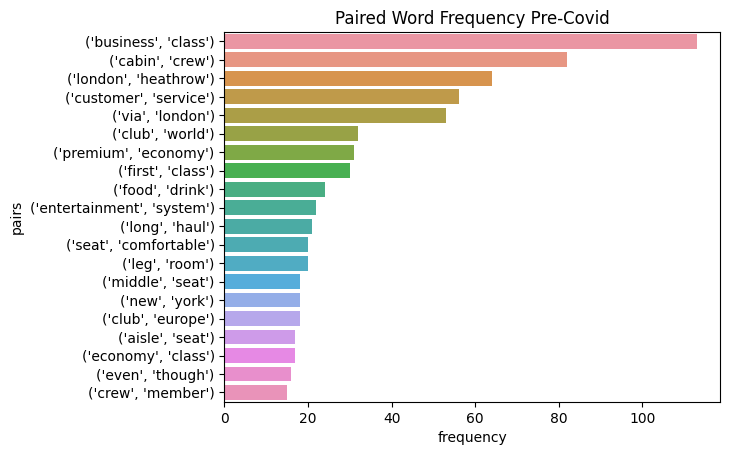 Paired Word Frequency Pre-Covid
('business', 'class')
('cabin', 'crew')
('london', 'heathrow')
('customer', 'service')
('via', 'london')
('club', 'world')
('premium', 'economy')
('first', 'class')
('food', 'drink')
('entertainment', 'system')
('long', 'haul')
('seat', 'comfortable')
('leg', 'room')
('middle', 'seat')
('new', 'york')
('club', 'europe')
('aisle', 'seat')
('economy', 'class')
('even', 'though')
('crew', 'member')
pairs
0 20 40 60 80 100
frequency